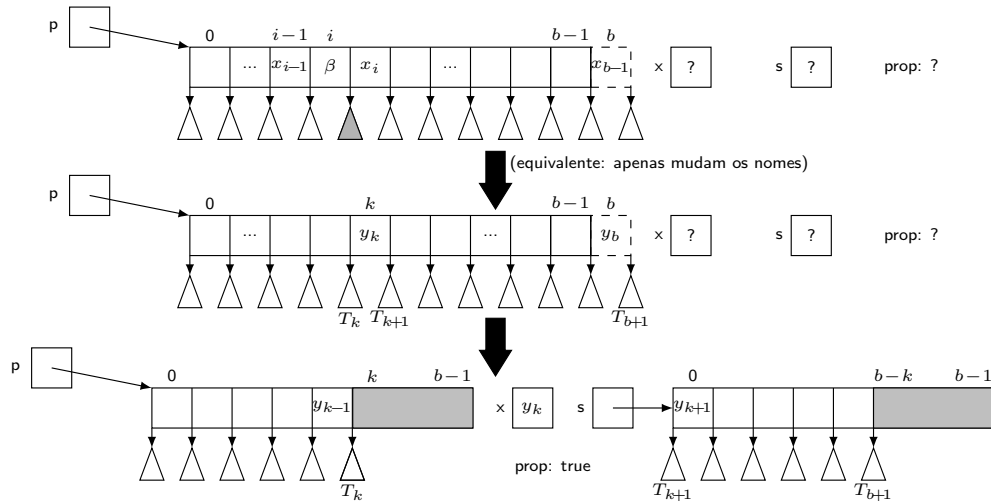 p
0 i−1 i b−1 b
... x_{i−1} β x_i ... x_{b−1} x ? s ? prop: ?
(equivalente: apenas mudam os nomes)
p
0 k b−1 b
... y_k ... y_b x ? s ? prop: ?
T_k T_{k+1} T_{b+1}
p
0 k b−1 0 b−k b−1
y_{k−1} x y_k s y_{k+1}
prop: true
T_k T_{k+1} T_{b+1}